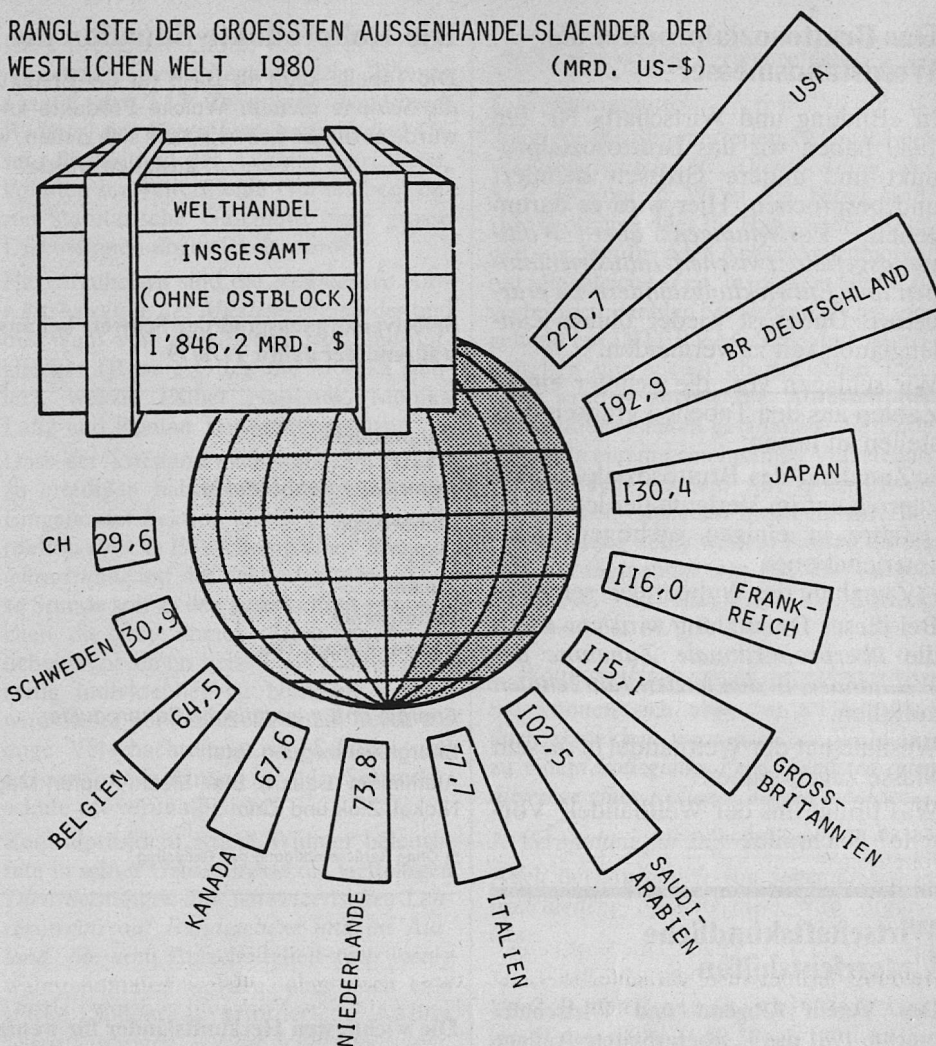 RANGLISTE DER GROESSTEN AUSSENHANDELSLAENDER DER
WESTLICHEN WELT 1980 (MRD. US-$)
WELTHANDEL
INSGESAMT
(OHNE OSTBLOCK)
I'846,2 MRD. $
USA
220,7
BR DEUTSCHLAND
I92,9
JAPAN
I30,4
FRANK-
REICH
II6,0
GROSS-
BRITANNIEN
II5,I
SAUDI-
ARABIEN
I02,5
ITALIEN
77,7
NIEDERLANDE
73,8
KANADA
67,6
BELGIEN
64,5
SCHWEDEN
30,9
CH
29,6